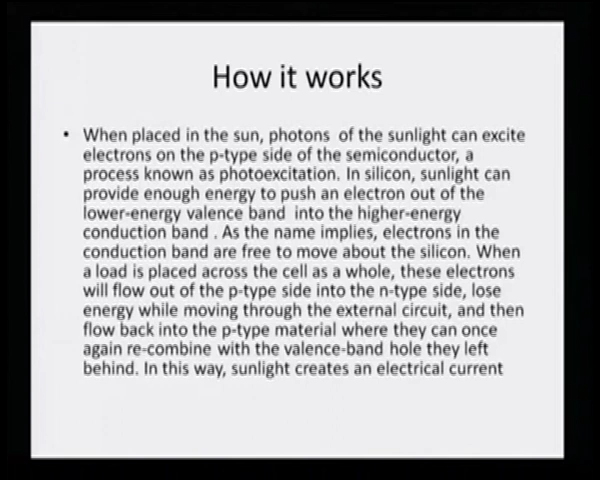 How it works
• When placed in the sun, photons of the sunlight can excite
electrons on the p-type side of the semiconductor, a
process known as photoexcitation. In silicon, sunlight can
provide enough energy to push an electron out of the
lower-energy valence band into the higher-energy
conduction band . As the name implies, electrons in the
conduction band are free to move about the silicon. When
a load is placed across the cell as a whole, these electrons
will flow out of the p-type side into the n-type side, lose
energy while moving through the external circuit, and then
flow back into the p-type material where they can once
again re-combine with the valence-band hole they left
behind. In this way, sunlight creates an electrical current